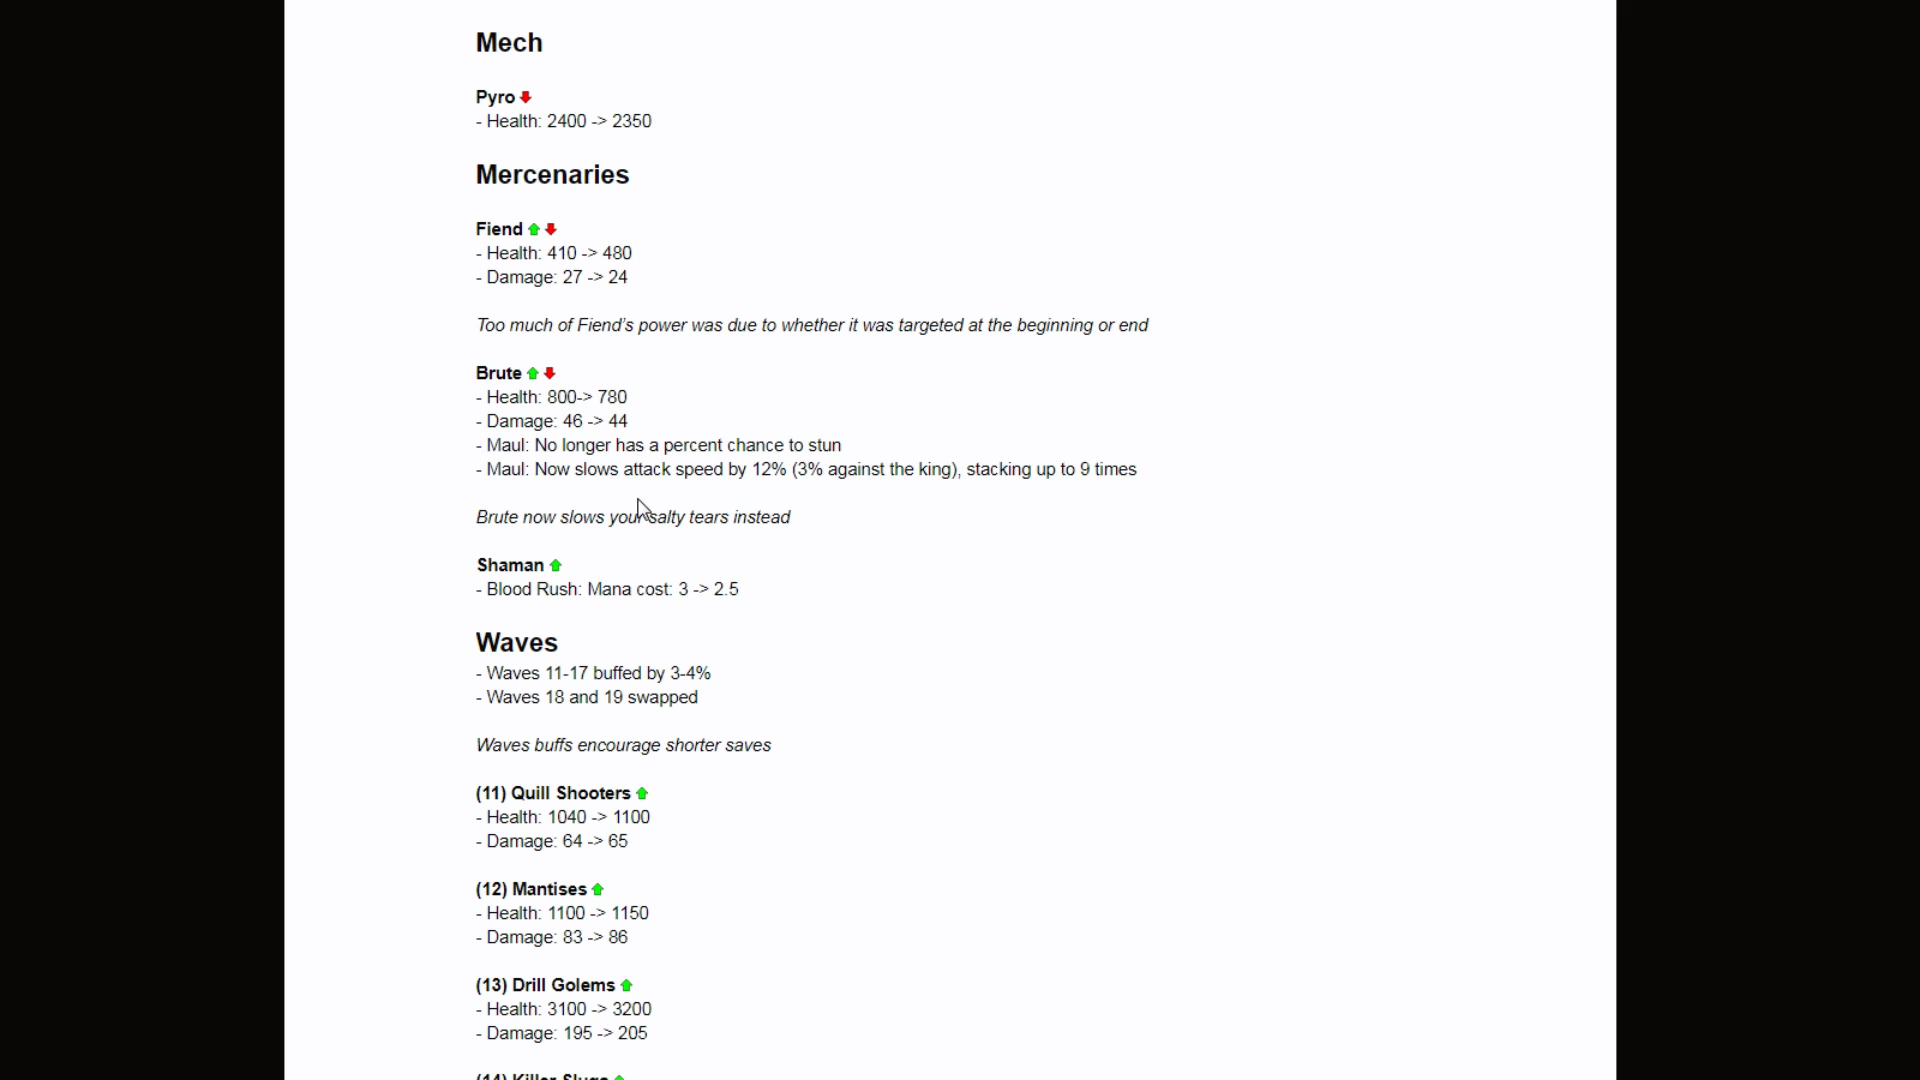 Mech
Pyro
- Health: 2400 -> 2350
Mercenaries
Fiend
- Health: 410 -> 480
- Damage: 27 -> 24
Too much of Fiend's power was due to whether it was targeted at the beginning or end
Brute
- Health: 800-> 780
- Damage: 46 -> 44
- Maul: No longer has a percent chance to stun
- Maul: Now slows attack speed by 12% (3% against the king), stacking up to 9 times
Brute now slows your salty tears instead
Shaman
- Blood Rush: Mana cost: 3 -> 2.5
Waves
- Waves 11-17 buffed by 3-4%
- Waves 18 and 19 swapped
Waves buffs encourage shorter saves
(11) Quill Shooters
- Health: 1040 -> 1100
- Damage: 64 -> 65
(12) Mantises
- Health: 1100 -> 1150
- Damage: 83 -> 86
(13) Drill Golems
- Health: 3100 -> 3200
- Damage: 195 -> 205
(14) Killer Slugs